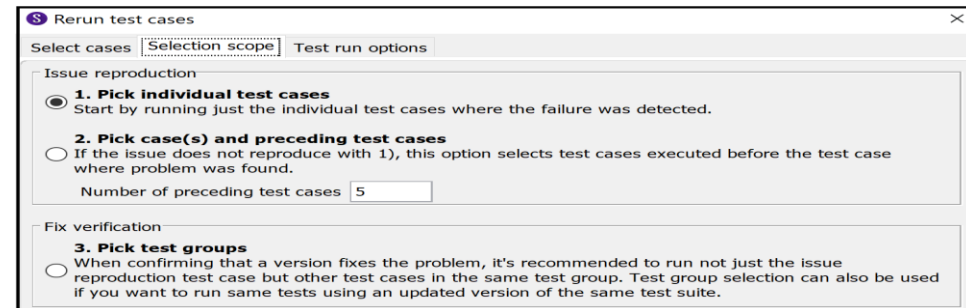 S Rerun test cases
Select cases Selection scope Test run options
Issue reproduction
1. Pick individual test cases
Start by running just the individual test cases where the failure was detected.
2. Pick case(s) and preceding test cases
If the issue does not reproduce with 1), this option selects test cases executed before the test case
where problem was found.
Number of preceding test cases 5
Fix verification
3. Pick test groups
When confirming that a version fixes the problem, it's recommended to run not just the issue
reproduction test case but other test cases in the same test group. Test group selection can also be used
if you want to run same tests using an updated version of the same test suite.